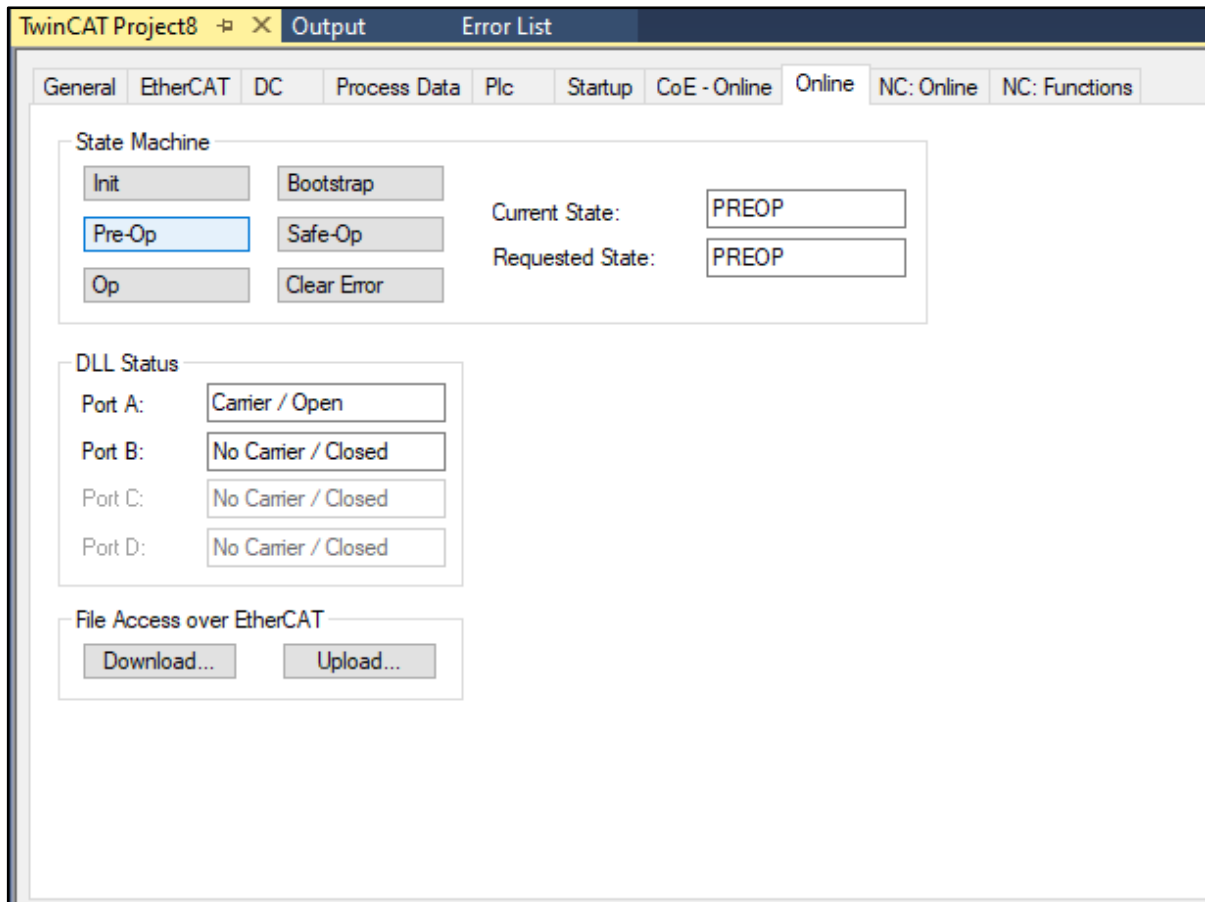 TwinCAT Project8 Output Error List
General EtherCAT DC Process Data Plc Startup CoE - Online Online NC: Online NC: Functions
State Machine
Init Bootstrap
Current State: PREOP
Pre-Op Safe-Op
Requested State: PREOP
Op Clear Error
DLL Status
Port A: Carrier / Open
Port B: No Carrier / Closed
Port C: No Carrier / Closed
Port D: No Carrier / Closed
File Access over EtherCAT
Download... Upload...